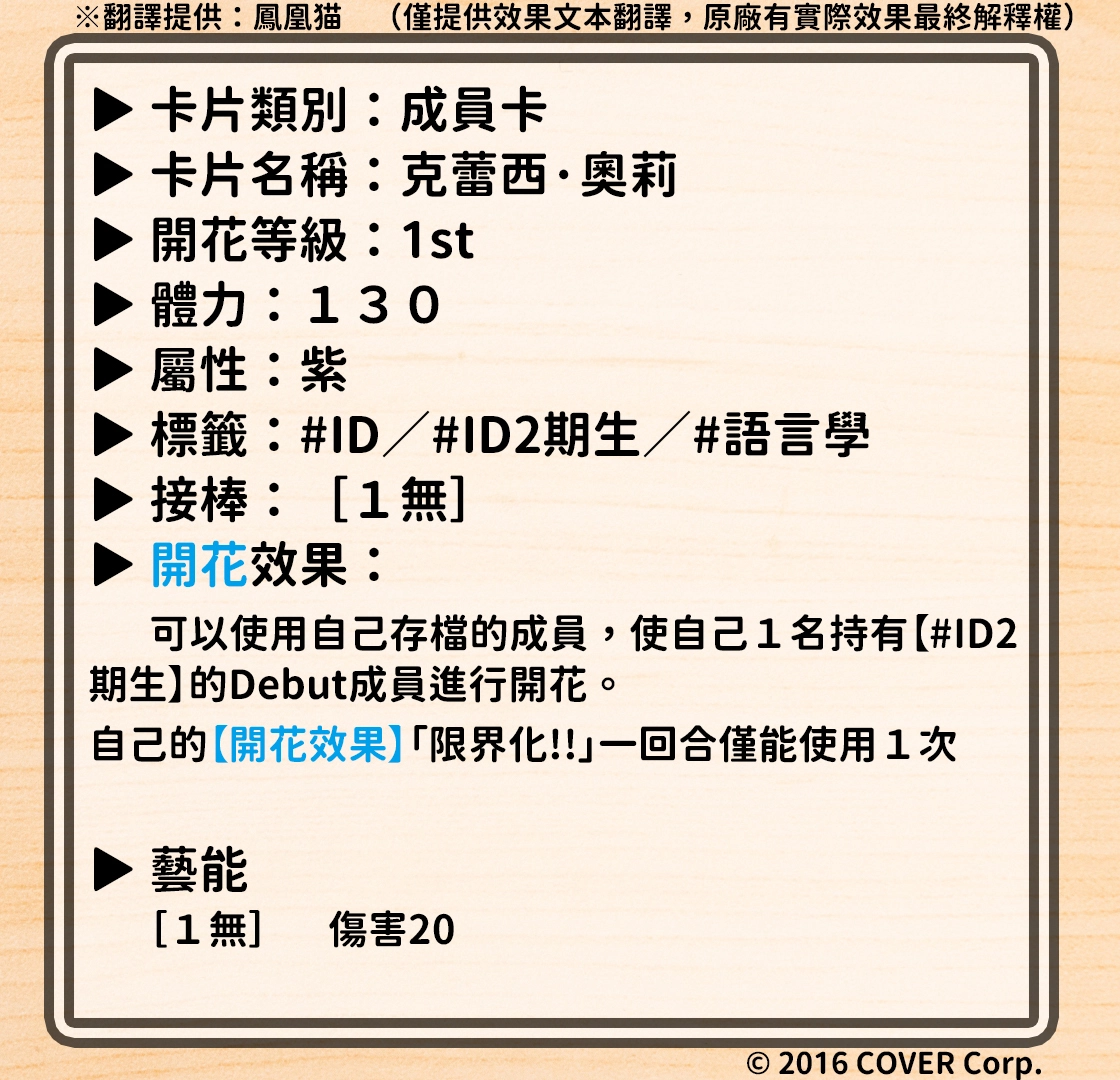 ※翻譯提供：鳳凰猫　（僅提供效果文本翻譯，原廠有實際效果最終解釋權）
▶ 卡片類別：成員卡
▶ 卡片名稱：克蕾西·奧莉
▶ 開花等級：1st
▶ 體力：１３０
▶ 屬性：紫
▶ 標籤：#ID／#ID2期生／#語言學
▶ 接棒：［１無］
▶ 開花效果：
可以使用自己存檔的成員，使自己１名持有【#ID2
期生】的Debut成員進行開花。
自己的【開花效果】「限界化!!」一回合僅能使用１次
▶ 藝能
［１無］　傷害20
© 2016 COVER Corp.